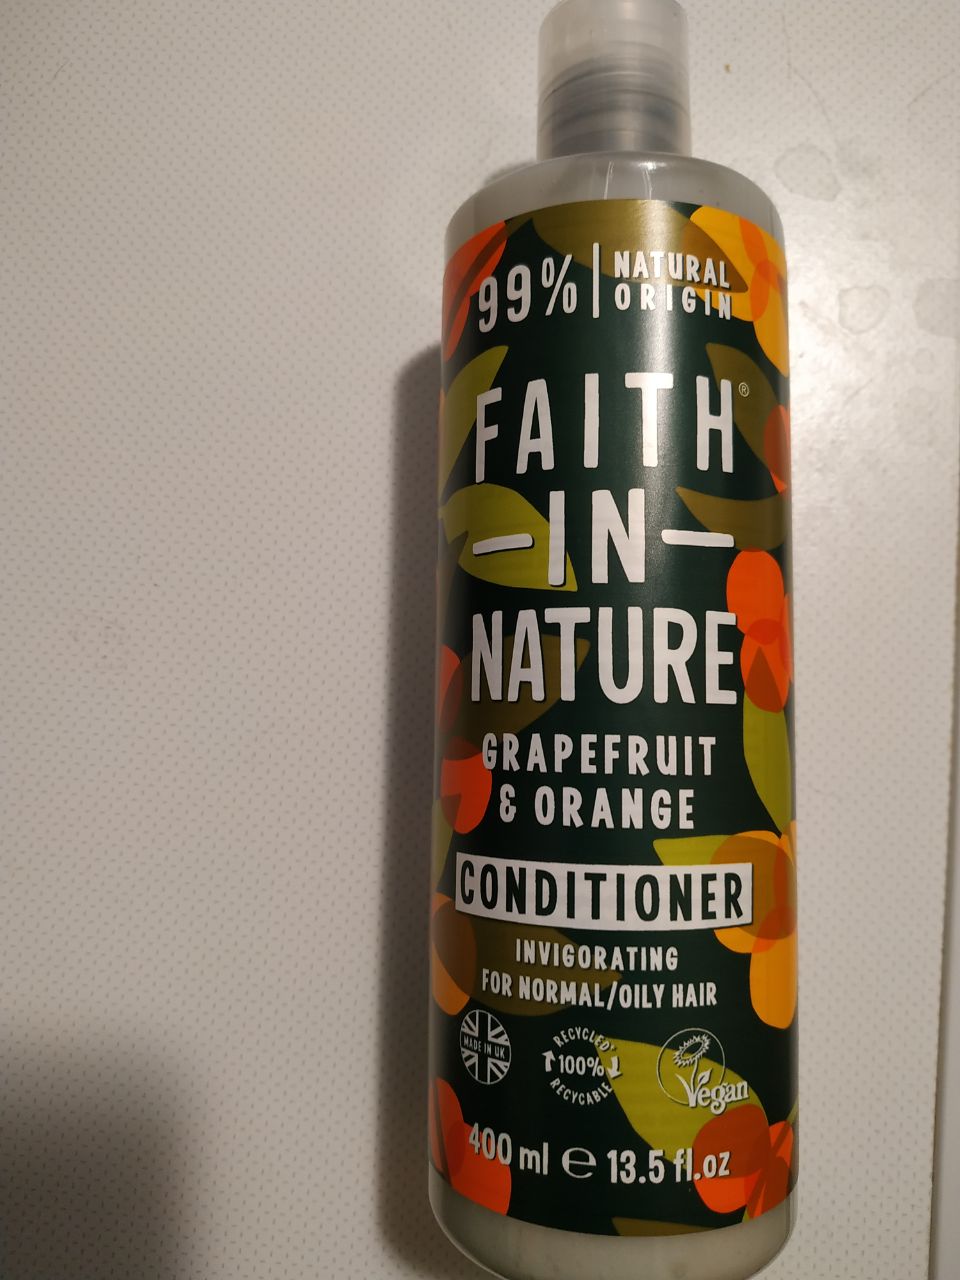 99% NATURAL
ORIGIN
FAITH®
IN
NATURE
GRAPEFRUIT
& ORANGE
CONDITIONER
INVIGORATING
FOR NORMAL/OILY HAIR
MADE IN UK
RECYCLED*
100%
RECYCABLE
Vegan
400 ml ℮ 13.5 fl.oz